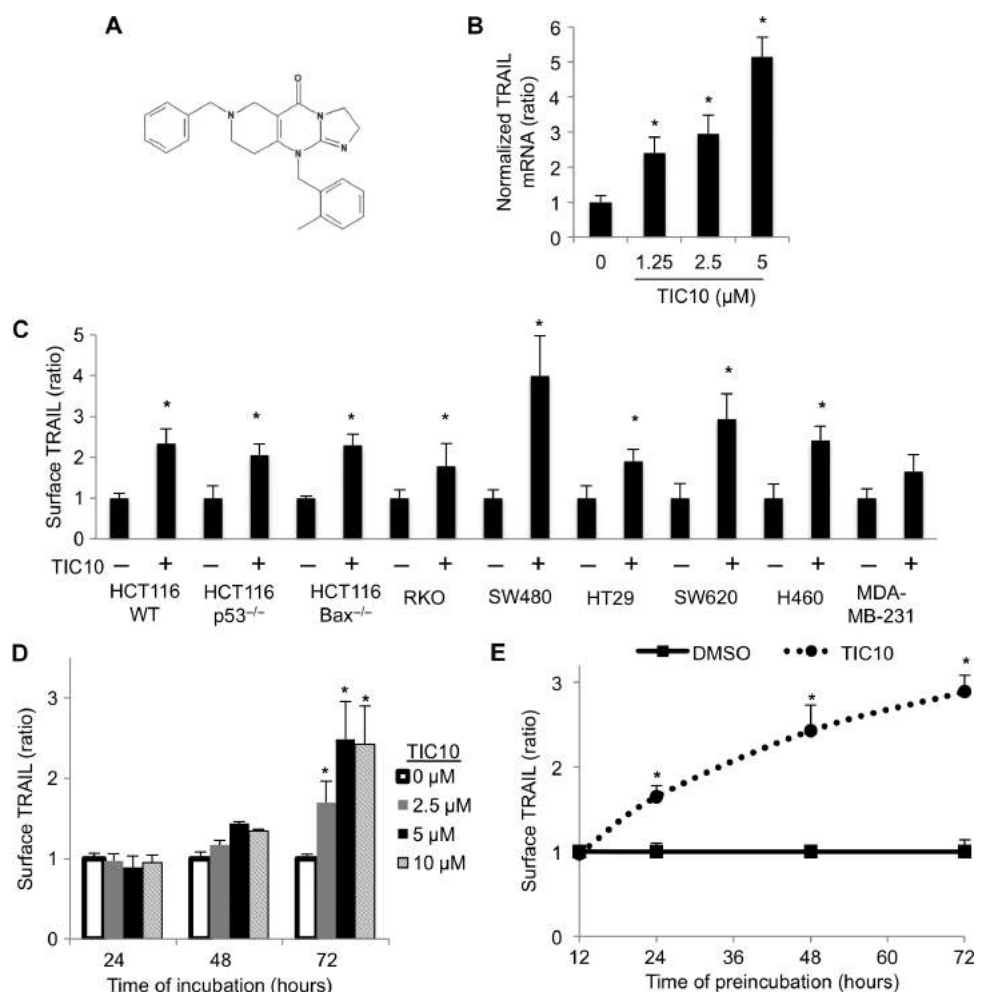 A
O
N
N
N
N
B
Normalized TRAIL
mRNA (ratio)
6
5
4
3
2
1
0
*
*
*
0 1.25 2.5 5
TIC10 (µM)
C
Surface TRAIL (ratio)
5
4
3
2
1
0
* * * * * * * *
TIC10 – + – + – + – + – + – + – + – + – +
HCT116 WT
HCT116 p53–/–
HCT116 Bax–/–
RKO
SW480
HT29
SW620
H460
MDA-
MB-231
D
Surface TRAIL (ratio)
3
2
1
0
* * *
24 48 72
Time of incubation (hours)
TIC10
0 µM
2.5 µM
5 µM
10 µM
E
DMSO TIC10
Surface TRAIL (ratio)
3
2
1
0
* * *
12 24 36 48 60 72
Time of preincubation (hours)